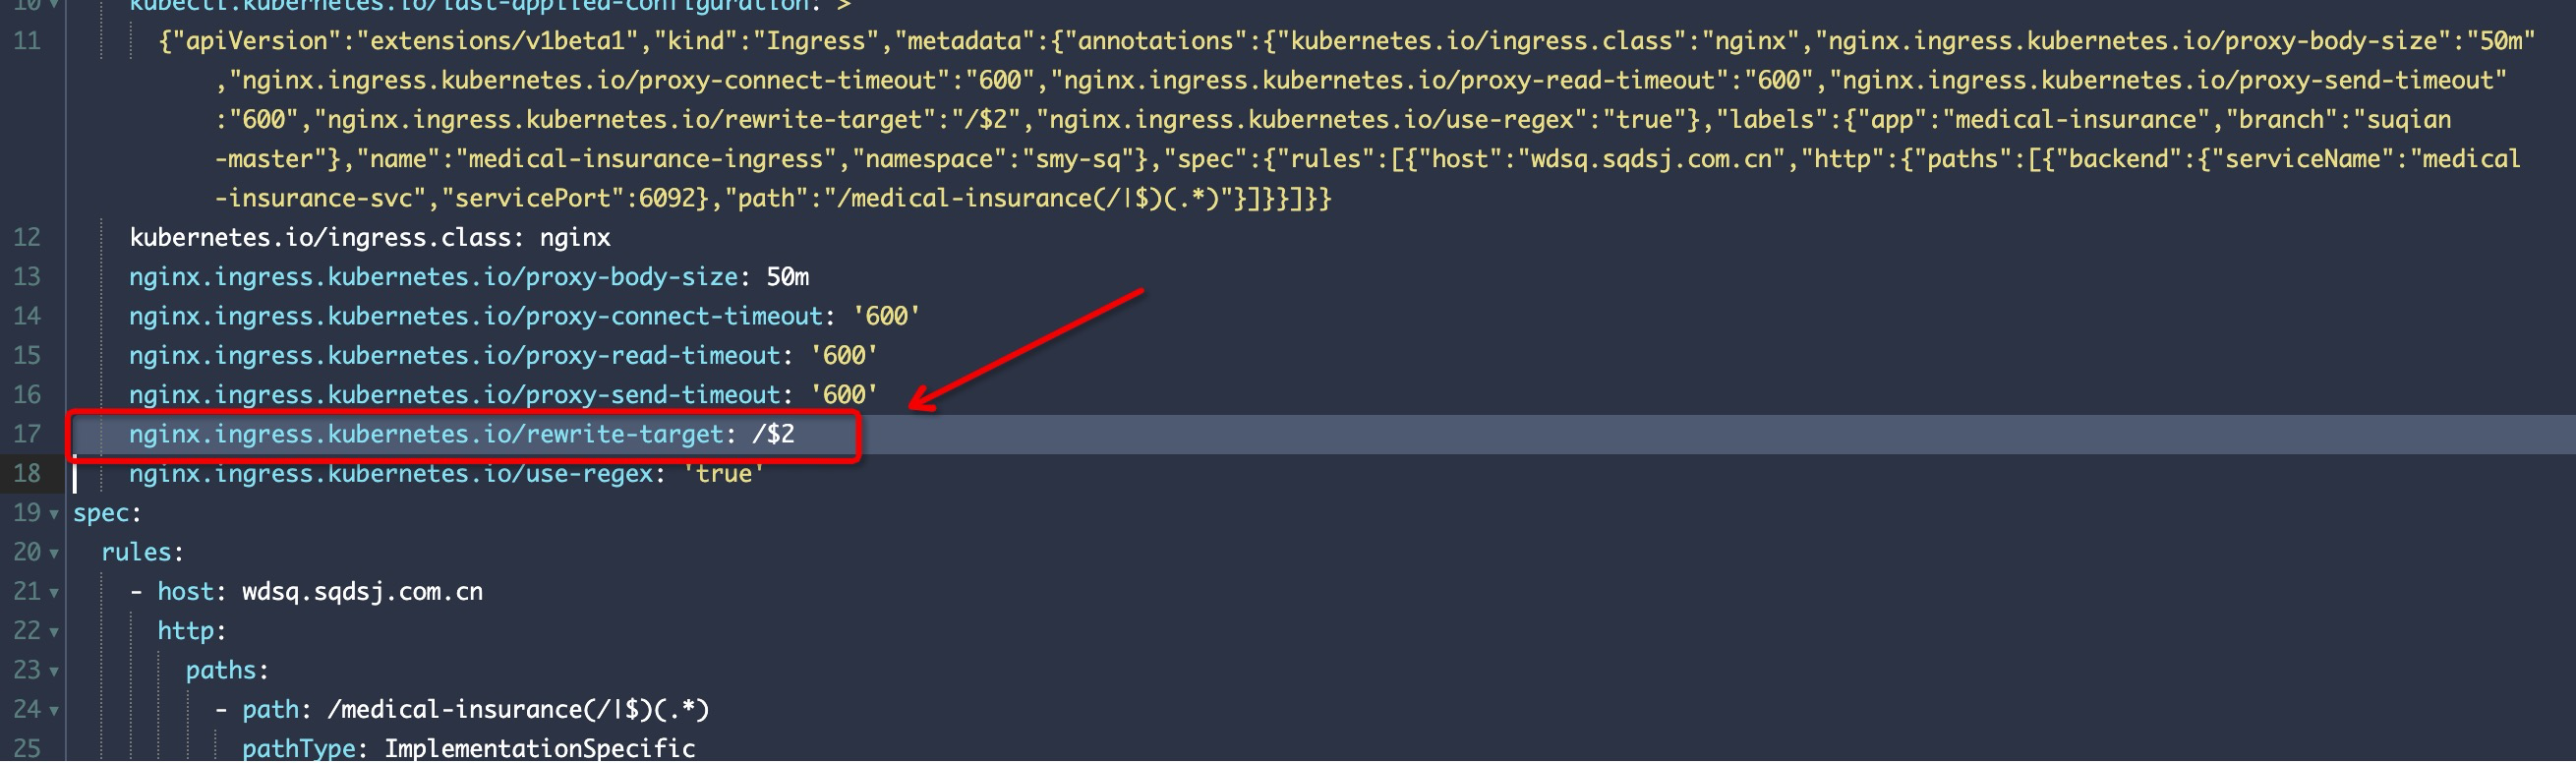 10 kubectl.kubernetes.io/last-applied-configuration: >
11 {"apiVersion":"extensions/v1beta1","kind":"Ingress","metadata":{"annotations":{"kubernetes.io/ingress.class":"nginx","nginx.ingress.kubernetes.io/proxy-body-size":"50m"
,"nginx.ingress.kubernetes.io/proxy-connect-timeout":"600","nginx.ingress.kubernetes.io/proxy-read-timeout":"600","nginx.ingress.kubernetes.io/proxy-send-timeout"
:"600","nginx.ingress.kubernetes.io/rewrite-target":"/$2","nginx.ingress.kubernetes.io/use-regex":"true"},"labels":{"app":"medical-insurance","branch":"suqian
-master"},"name":"medical-insurance-ingress","namespace":"smy-sq"},"spec":{"rules":[{"host":"wdsq.sqdsj.com.cn","http":{"paths":[{"backend":{"serviceName":"medical
-insurance-svc","servicePort":6092},"path":"/medical-insurance(/|$)(.*)"}]}}]}}
12 kubernetes.io/ingress.class: nginx
13 nginx.ingress.kubernetes.io/proxy-body-size: 50m
14 nginx.ingress.kubernetes.io/proxy-connect-timeout: '600'
15 nginx.ingress.kubernetes.io/proxy-read-timeout: '600'
16 nginx.ingress.kubernetes.io/proxy-send-timeout: '600'
17 nginx.ingress.kubernetes.io/rewrite-target: /$2
18 nginx.ingress.kubernetes.io/use-regex: 'true'
19 spec:
20 rules:
21 - host: wdsq.sqdsj.com.cn
22 http:
23 paths:
24 - path: /medical-insurance(/|$)(.*)
25 pathType: ImplementationSpecific